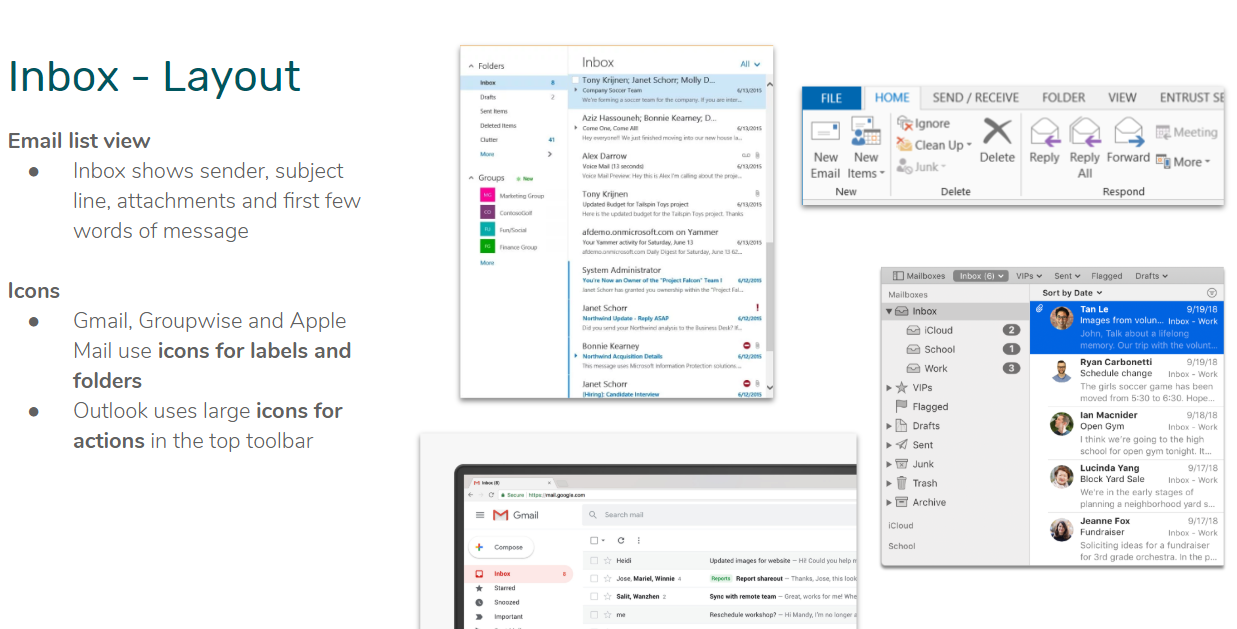 Inbox - Layout
Email list view
● Inbox shows sender, subject
line, attachments and first few
words of message
Icons
● Gmail, Groupwise and Apple
Mail use icons for labels and
folders
● Outlook uses large icons for
actions in the top toolbar
Folders
Inbox 8
Drafts 2
Sent Items
Deleted Items
Clutter 41
More
Groups + New
MG Marketing Group
CO ContosoGolf
FU Fun/Social
FG Finance Group
More
Inbox All
Tony Krijnen; Janet Schorr; Molly D...
Company Soccer Team 6/13/2015
We're forming a soccer team for the company. If you are inter...
Aziz Hassouneh; Bonnie Kearney; D...
Come One, Come All! 6/13/2015
Hey everyone!! We just finished moving into our new house la...
Alex Darrow
Voice Mail (13 seconds) 6/13/2015
Voice Mail Preview: Hey this is Alex I'm calling about the proje...
Tony Krijnen
Updated Budget for Tailspin Toys project 6/13/2015
Here is the updated budget for the Tailspin Toys project. Thanks
afdemo.onmicrosoft.com on Yammer
Your Yammer activity for Saturday, June 13 6/13/2015
afdemo.onmicrosoft.com Daily Digest for Saturday, June 13 62...
System Administrator
You're Now an Owner of the "Project Falcon" Team ! 6/12/2015
Janet Schorr has granted you ownership within the "Project Fal...
Janet Schorr !
Northwind Update - Reply ASAP 6/12/2015
Did you send your Northwind analysis to the Business Desk? If...
Bonnie Kearney
Northwind Acquisition Details 6/12/2015
This message uses Microsoft Information Protection solutions...
Janet Schorr
[Hiring]: Candidate Interview 6/12/2015
FILE HOME SEND / RECEIVE FOLDER VIEW ENTRUST SE
New
Email
New
Items
New
Ignore
Clean Up
Junk
Delete
Delete
Reply
Reply
All
Forward
Meeting
More
Respond
Mailboxes Inbox (6) VIPs Sent Flagged Drafts
Mailboxes
Inbox
iCloud 2
School 1
Work 3
VIPs
Flagged
Drafts
Sent
Junk
Trash
Archive
iCloud
School
Sort by Date
Tan Le 9/19/18
Images from volun... Inbox - Work
John, Talk about a lifelong
memory. Our trip with the volunt...
Ryan Carbonetti 9/19/18
Schedule change Inbox - Work
The girls soccer game has been
moved from 5:30 to 6:30. Hope...
Ian Macnider 9/18/18
Open Gym Inbox - Work
I think we're going to the high
school for open gym tonight. It...
Lucinda Yang 9/17/18
Block Yard Sale Inbox - Work
We're in the early stages of
planning a neighborhood yard s...
Jeanne Fox 9/17/18
Fundraiser Inbox - Work
Soliciting ideas for a fundraiser
for 3rd grade orchestra. In the p...
Inbox (8) ×
Secure https://mail.google.com
Gmail
Search mail
Compose
Inbox 8
Starred
Snoozed
Important
Heidi Updated images for website — Hi! Could you help m
Jose, Mariel, Winnie 4 Reports Report shareout — Thanks, Jose, this look
Salit, Wanzhen 2 Sync with remote team — Great, works for me! Whe
me Reschedule workshop? — Hi Mandy, I'm no longer a